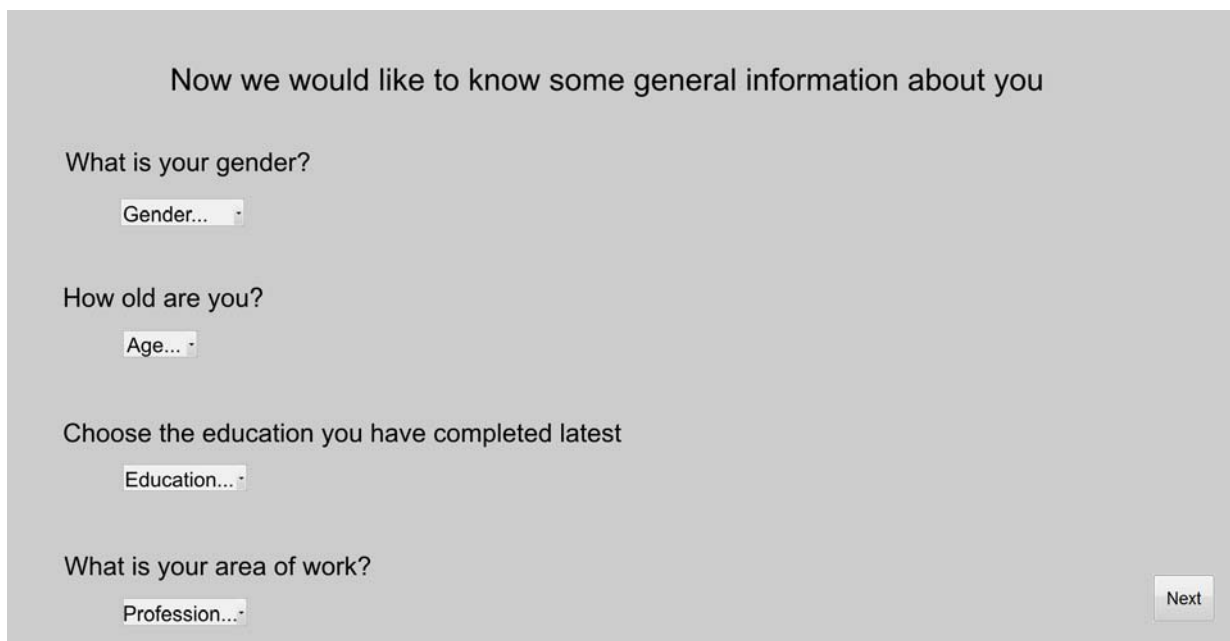 Now we would like to know some general information about you
What is your gender?
Gender...
How old are you?
Age...
Choose the education you have completed latest
Education...
What is your area of work?
Profession...
Next